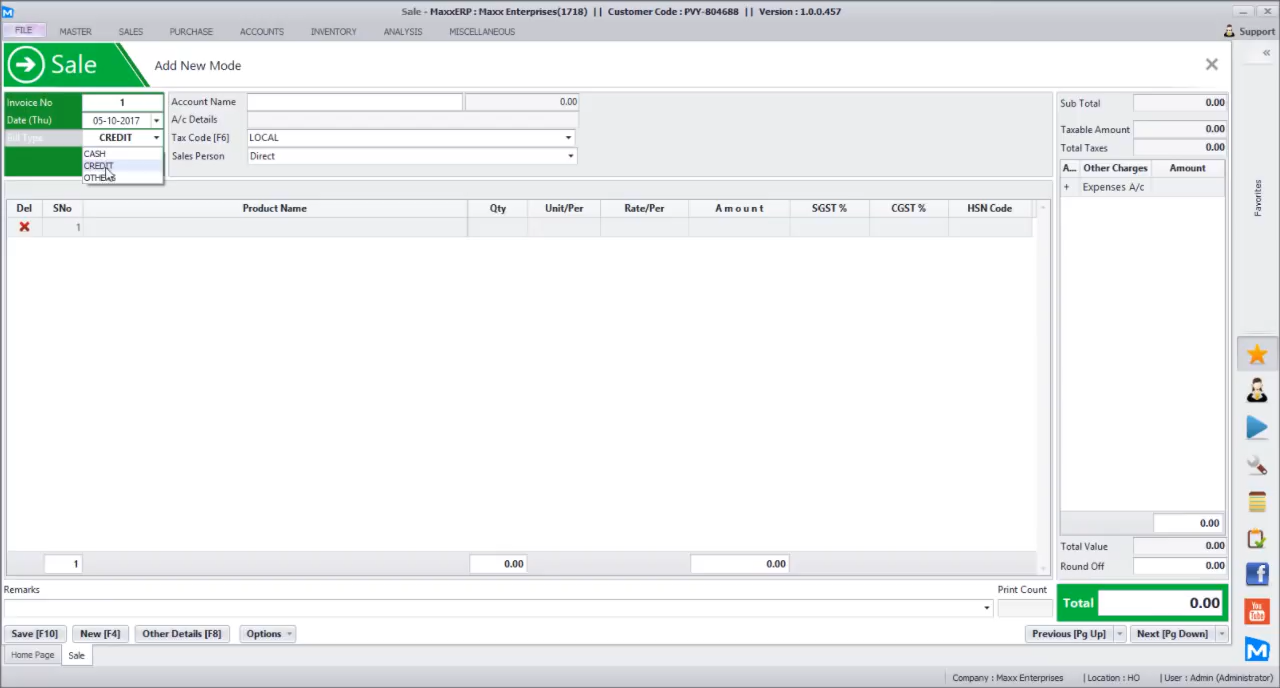 Sale - MaxxERP : Maxx Enterprises(1718) || Customer Code : PVY-804688 || Version : 1.0.0.457
FILE MASTER SALES PURCHASE ACCOUNTS INVENTORY ANALYSIS MISCELLANEOUS Support
Sale Add New Mode
Invoice No 1 Account Name 0.00 Sub Total 0.00
Date (Thu) 05-10-2017 A/c Details
Taxable Amount 0.00
Bill Type CREDIT Tax Code [F6] LOCAL
Total Taxes 0.00
CASH
Sales Person Direct
CREDIT
OTHERS
A... Other Charges Amount
+ Expenses A/c
Favorites
Del SNo Product Name Qty Unit/Per Rate/Per A m o u n t SGST % CGST % HSN Code
1
0.00
Total Value 0.00
1 0.00 0.00
Round Off 0.00
Remarks Print Count
Total 0.00
Save [F10] New [F4] Other Details [F8] Options Previous [Pg Up] Next [Pg Down]
Home Page Sale
You Tube
Company : Maxx Enterprises | Location : HO | User : Admin (Administrator)